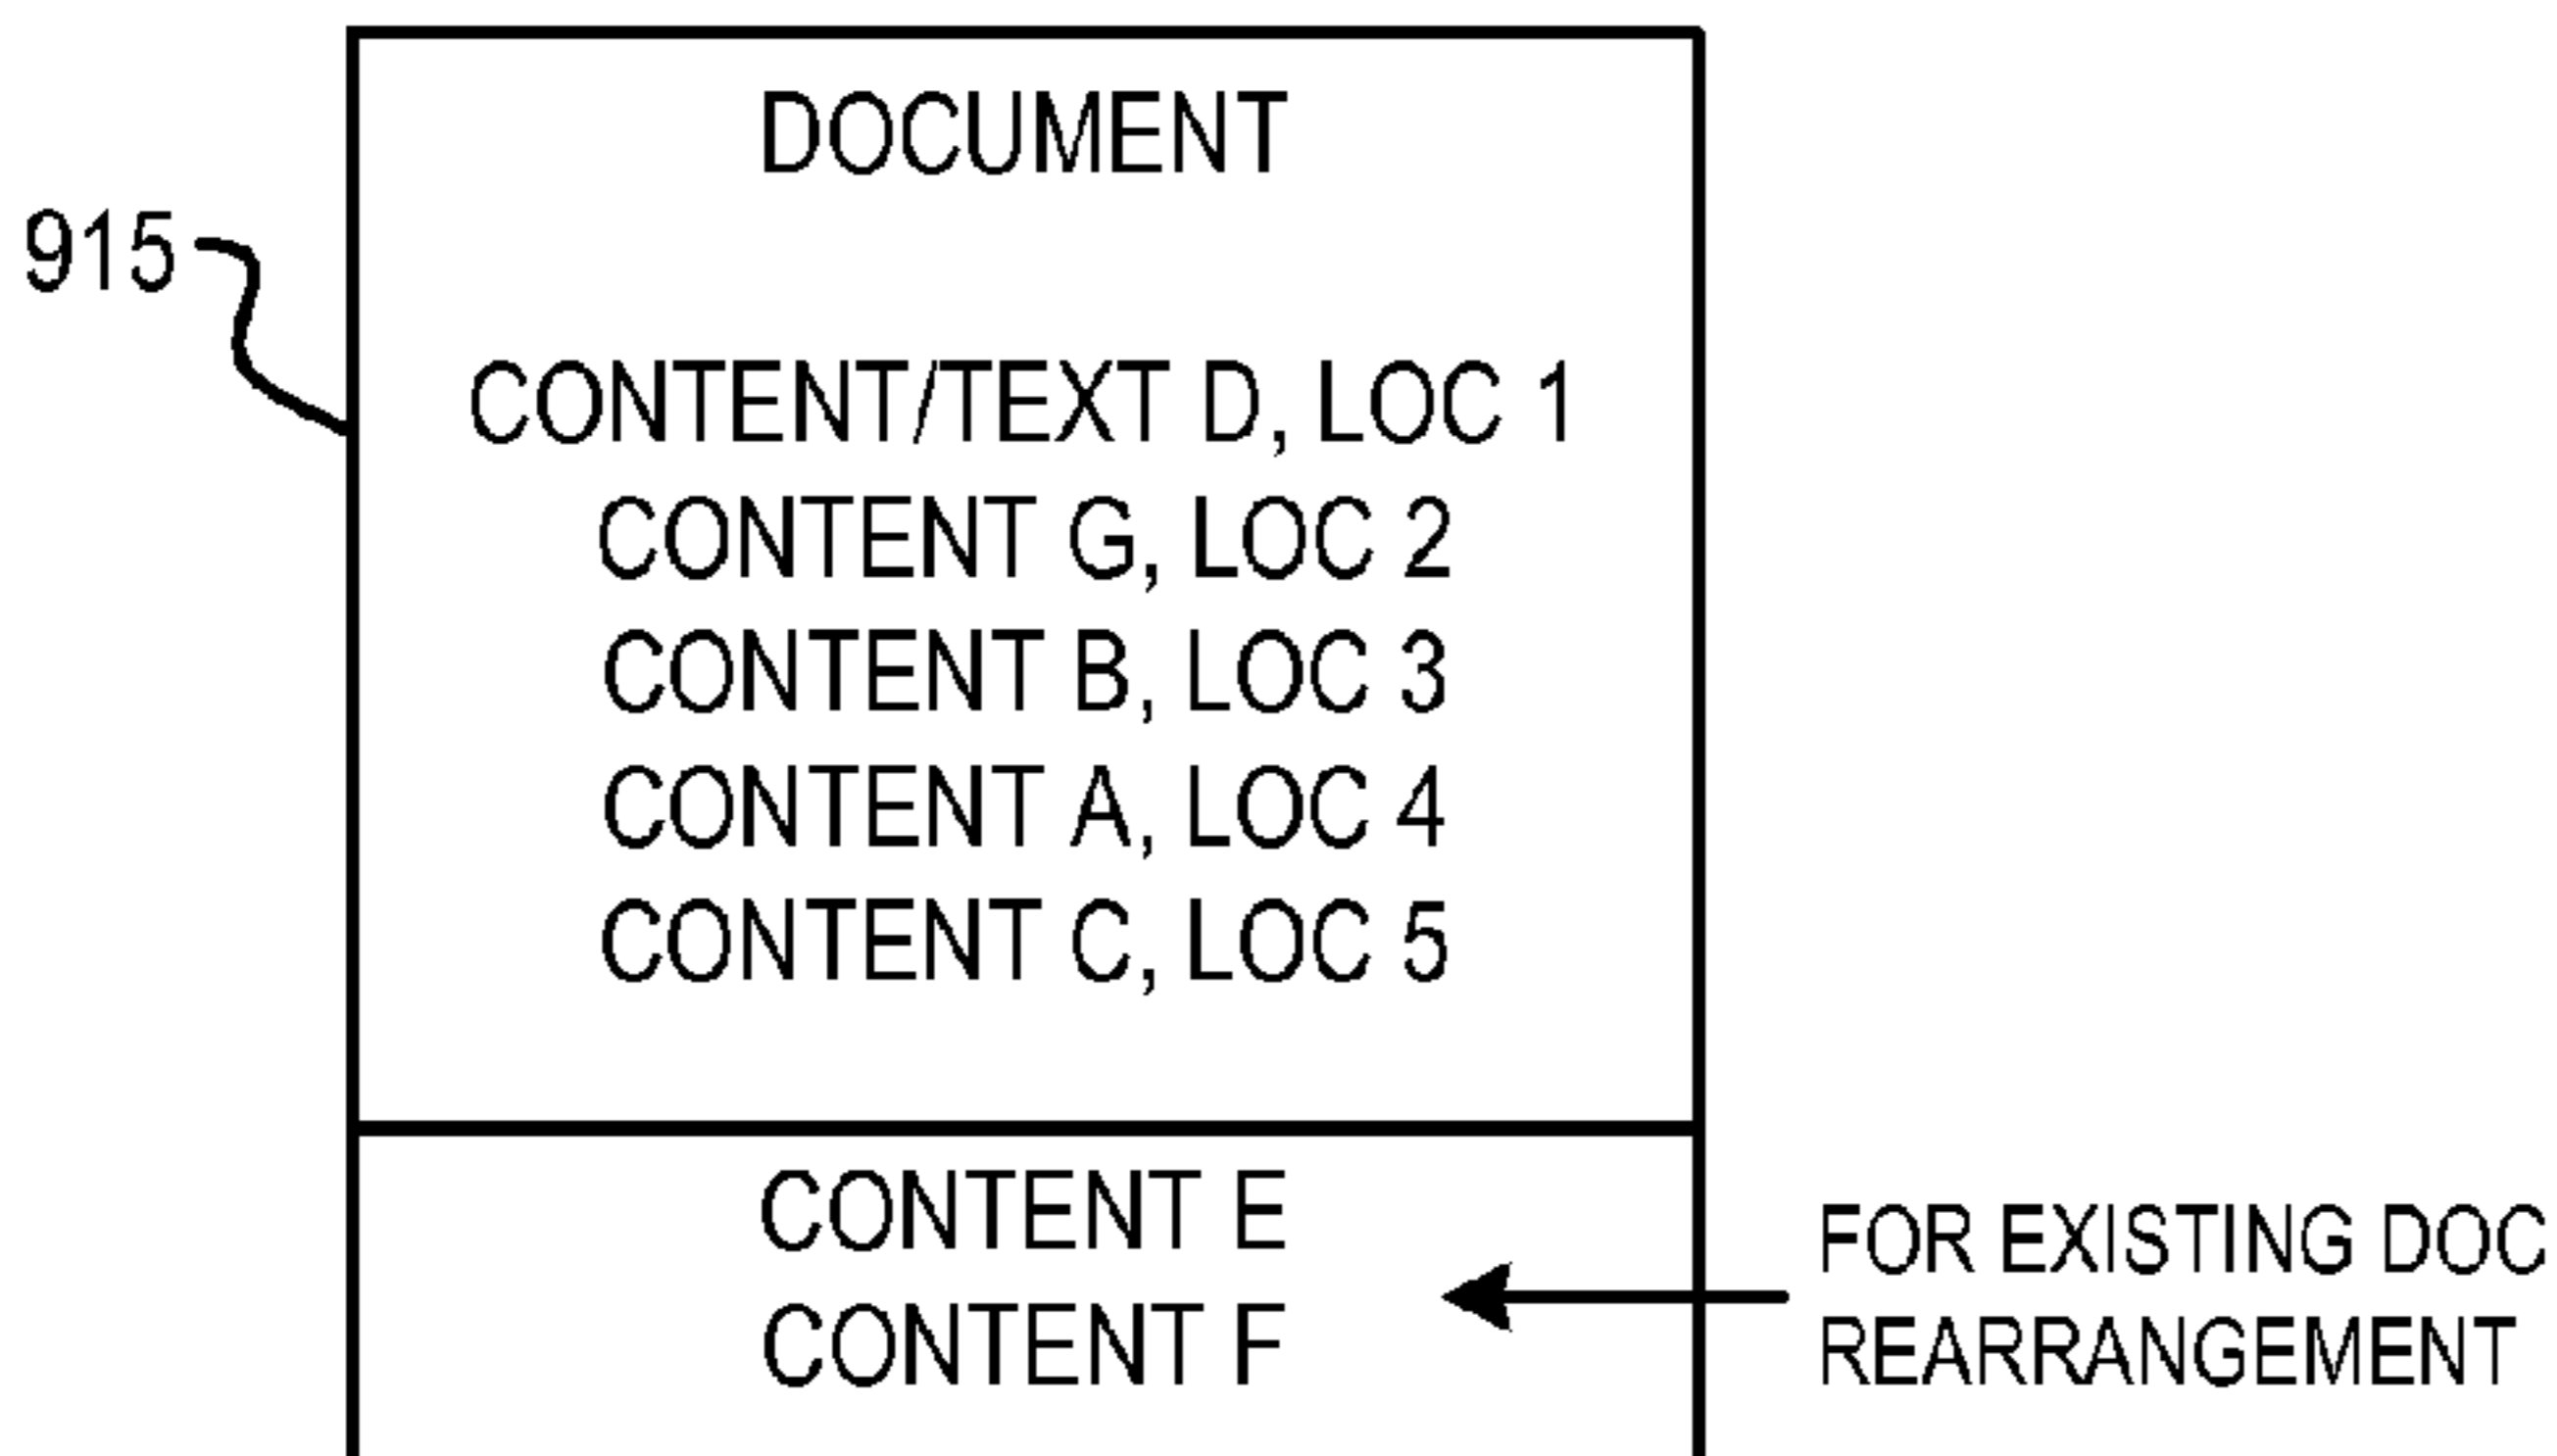 DOCUMENT
915
CONTENT/TEXT D, LOC 1
CONTENT G, LOC 2
CONTENT B, LOC 3
CONTENT A, LOC 4
CONTENT C, LOC 5
CONTENT E
CONTENT F
FOR EXISTING DOC
REARRANGEMENT